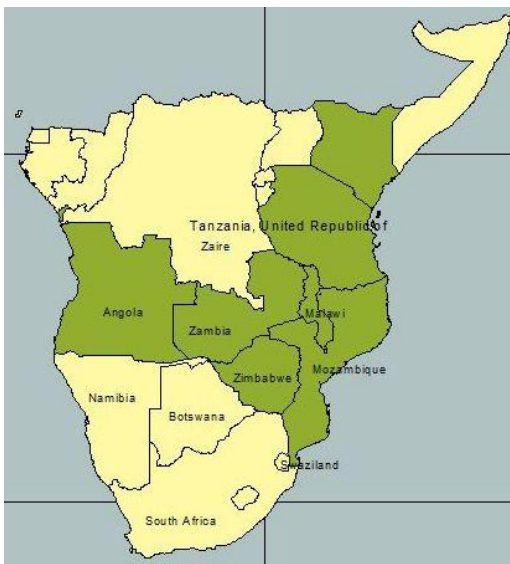 Tanzania, United Republic of
Zaire
Angola
Malawi
Zambia
Mozambique
Zimbabwe
Namibia
Botswana
Swaziland
South Africa